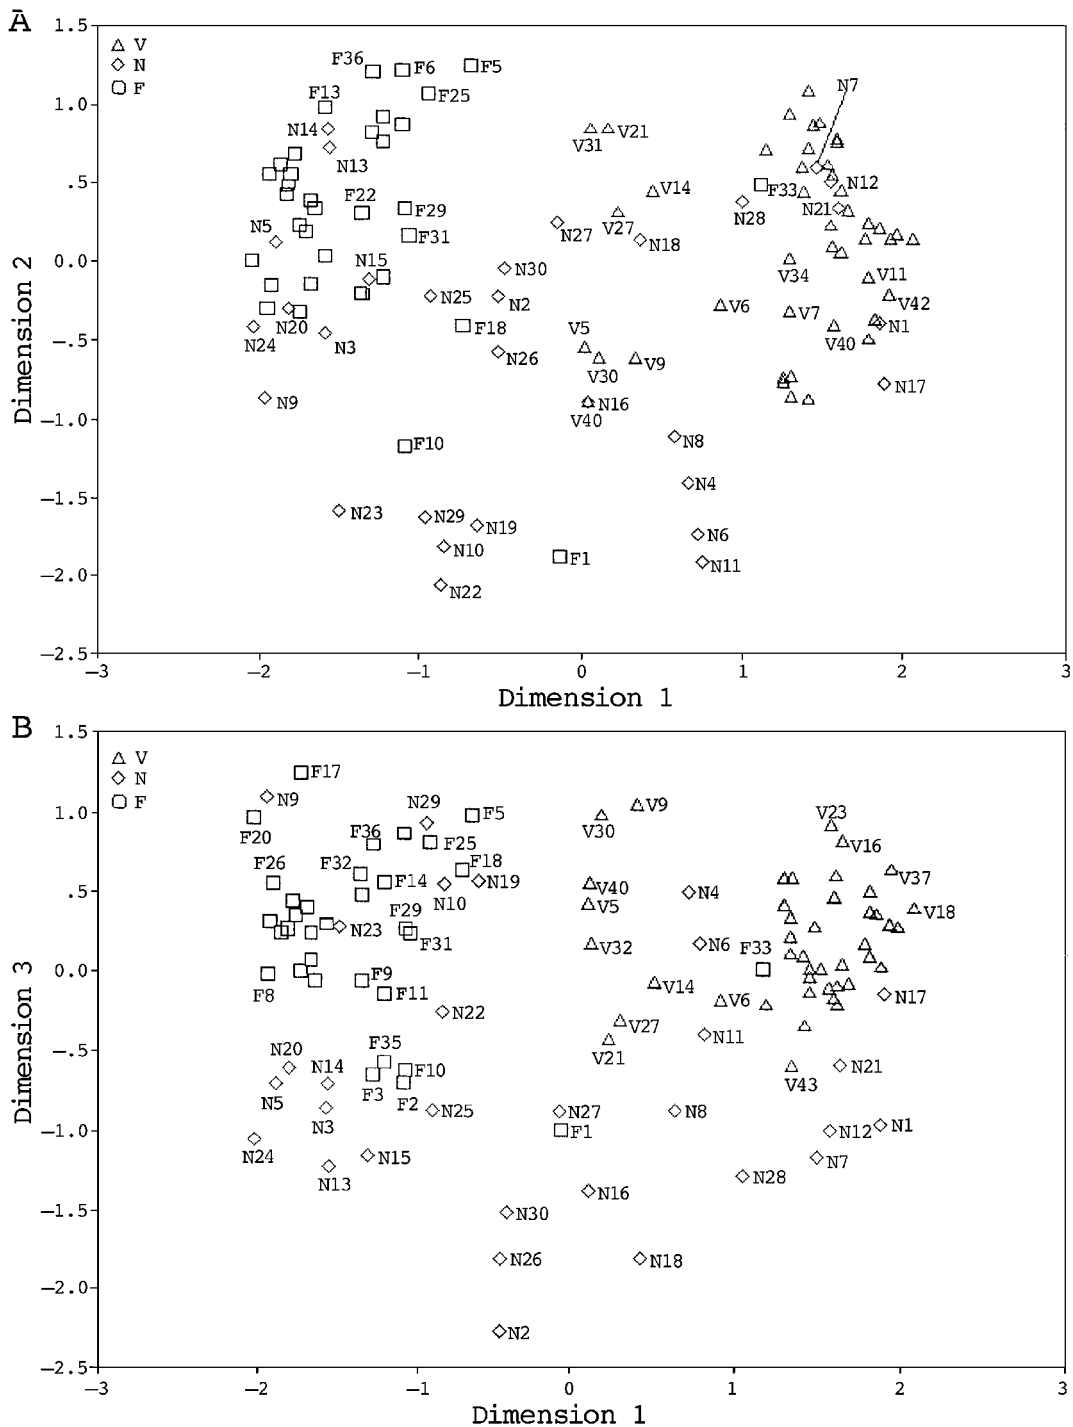 A
1.5
V
N
F
F36
F6
F5
F25
N7
1.0
F13
N14
N13
V31
V21
.5
F22
F29
V14
F33
N12
N28
N21
N5
F31
V27
N27
N18
0.0
N15
N30
V34
V11
N25
N2
V6
V7
V42
N20
F18
V5
N1
V40
−.5
N24
N3
N26
V30
V9
N17
N9
N16
V40
−1.0
F10
N8
N4
−1.5
N23
N29
N19
N6
N10
F1
N11
−2.0
N22
−2.5
Dimension 2
−3
−2
−1
0
1
2
3
Dimension 1
B
1.5
V
N
F
F17
N9
N29
F5
V9
V23
1.0
F20
F36
F25
V30
V16
F26
F32
F18
F14
N19
V37
.5
N10
V40
N4
V5
V18
F29
N23
F31
V32
N6
F33
0.0
F8
F9
F11
V14
V6
N17
N22
V27
N11
V21
−.5
F35
N20
N14
F10
N21
N5
F3
F2
V43
N25
N27
N8
N3
F1
N12
N1
−1.0
N24
N15
N7
N13
N28
N16
−1.5
N30
N26
N18
−2.0
N2
−2.5
Dimension 3
−3
−2
−1
0
1
2
3
Dimension 1